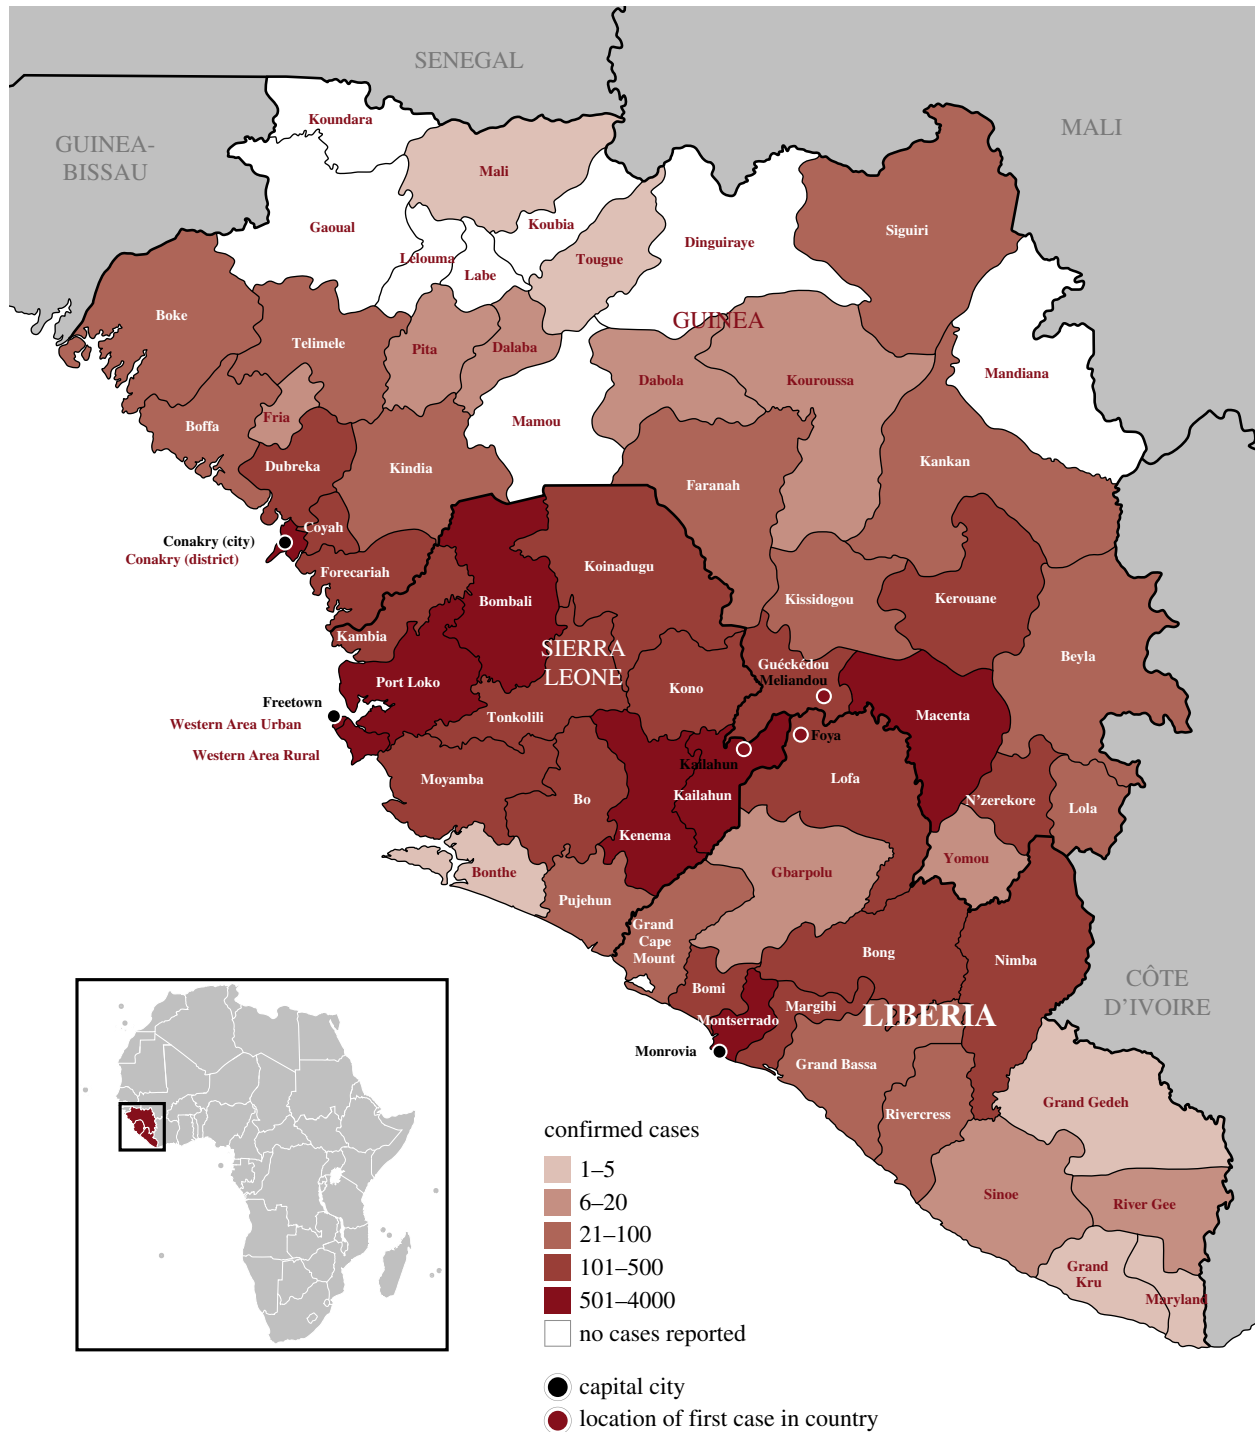 SENEGAL
MALI
GUINEA-
BISSAU
Koundara
Mali
Gaoual
Koubia
Lelouma
Labe
Tougue
Dinguiraye
Siguiri
Boke
Telimele
Pita
Dalaba
GUINEA
Dabola
Kouroussa
Mandiana
Boffa
Fria
Mamou
Dubreka
Kindia
Faranah
Kankan
Coyah
Conakry (city)
Conakry (district)
Forecariah
Koinadugu
Bombali
Kissidogou
Kerouane
Kambia
SIERRA
LEONE
Guéckédou
Meliandou
Beyla
Port Loko
Kono
Freetown
Western Area Urban
Tonkolili
Macenta
Foya
Western Area Rural
Kailahun
Moyamba
Bo
Kailahun
Lofa
N'zerekore
Lola
Kenema
Bonthe
Gbarpolu
Yomou
Pujehun
Grand
Cape
Mount
Bong
Nimba
CÔTE
D'IVOIRE
Bomi
Margibi
Montserrado
LIBERIA
Monrovia
Grand Bassa
Rivercress
Grand Gedeh
Sinoe
River Gee
Grand
Kru
Maryland
confirmed cases
1–5
6–20
21–100
101–500
501–4000
no cases reported
capital city
location of first case in country